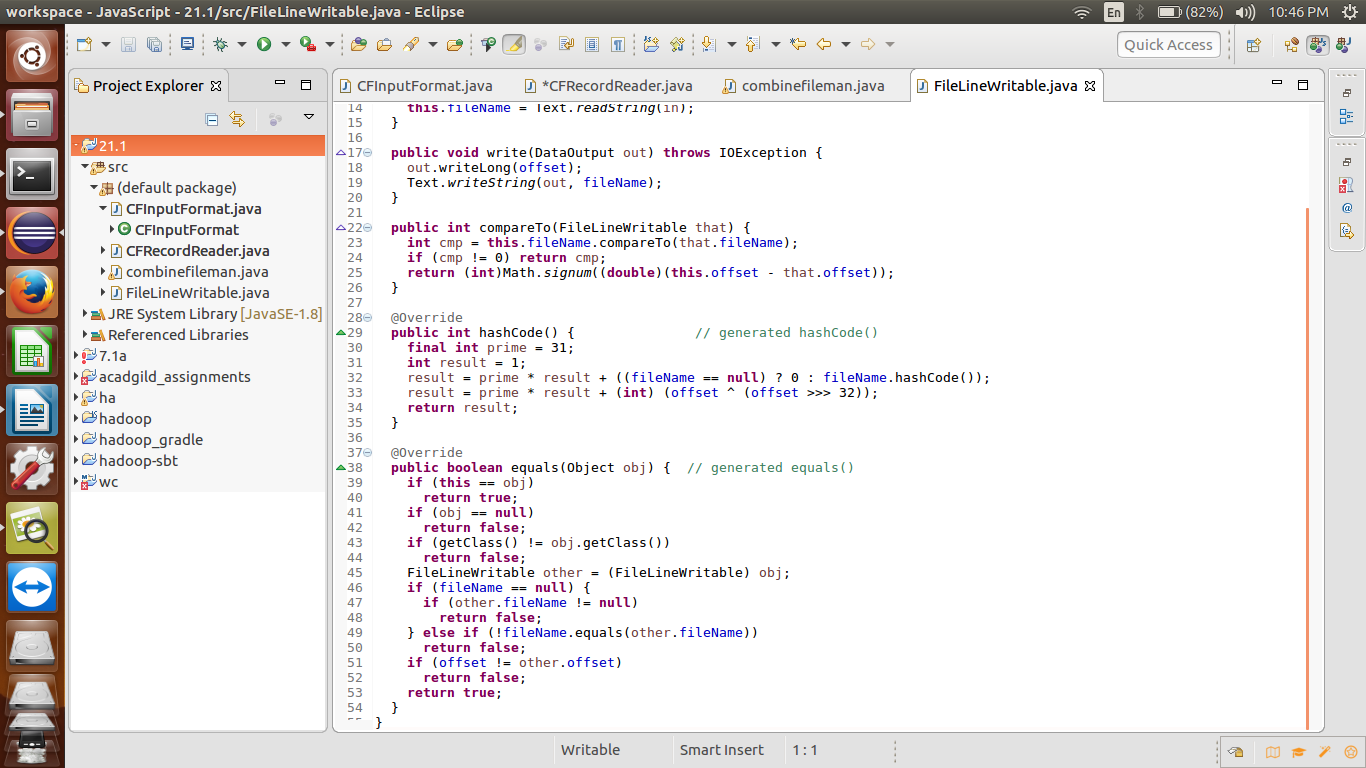 workspace - JavaScript - 21.1/src/FileLineWritable.java - Eclipse
En
(82%)
10:46 PM
Quick Access
Project Explorer
21.1
src
(default package)
CFInputFormat.java
CFInputFormat
CFRecordReader.java
combinefileman.java
FileLineWritable.java
JRE System Library [JavaSE-1.8]
Referenced Libraries
7.1a
acadgild_assignments
ha
hadoop
hadoop_gradle
hadoop-sbt
wc
CFInputFormat.java
*CFRecordReader.java
combinefileman.java
FileLineWritable.java
14 this.fileName = Text.readString(in);
15 }
16
17 public void write(DataOutput out) throws IOException {
18 out.writeLong(offset);
19 Text.writeString(out, fileName);
20 }
21
22 public int compareTo(FileLineWritable that) {
23 int cmp = this.fileName.compareTo(that.fileName);
24 if (cmp != 0) return cmp;
25 return (int)Math.signum((double)(this.offset - that.offset));
26 }
27
28 @Override
29 public int hashCode() { // generated hashCode()
30 final int prime = 31;
31 int result = 1;
32 result = prime * result + ((fileName == null) ? 0 : fileName.hashCode());
33 result = prime * result + (int) (offset ^ (offset >>> 32));
34 return result;
35 }
36
37 @Override
38 public boolean equals(Object obj) { // generated equals()
39 if (this == obj)
40 return true;
41 if (obj == null)
42 return false;
43 if (getClass() != obj.getClass())
44 return false;
45 FileLineWritable other = (FileLineWritable) obj;
46 if (fileName == null) {
47 if (other.fileName != null)
48 return false;
49 } else if (!fileName.equals(other.fileName))
50 return false;
51 if (offset != other.offset)
52 return false;
53 return true;
54 }
55 }
Writable
Smart Insert
1 : 1